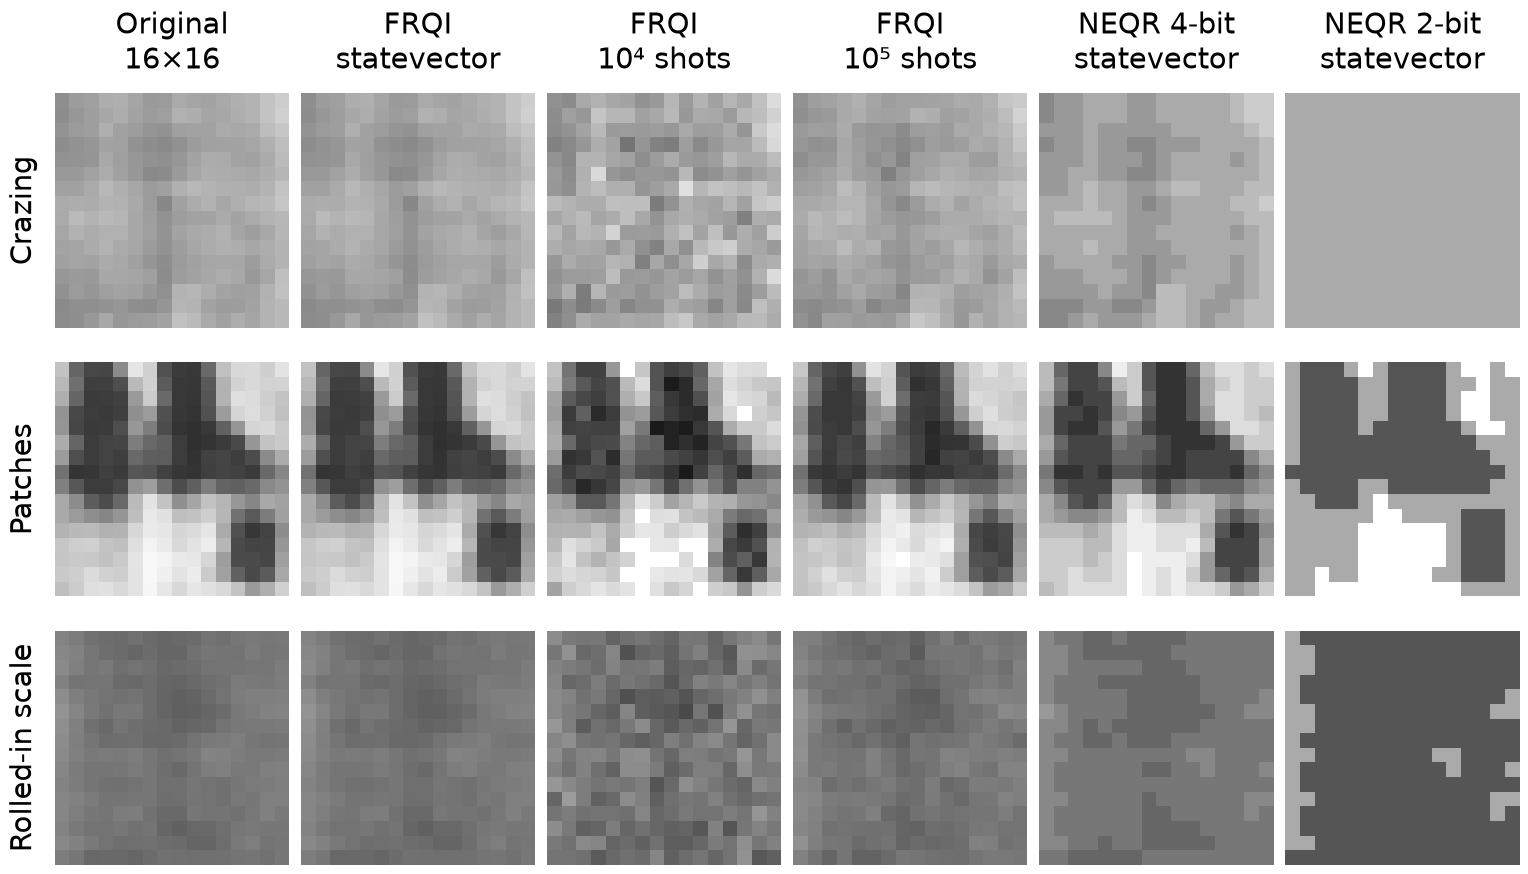 Original
16×16
FRQI
statevector
FRQI
10⁴ shots
FRQI
10⁵ shots
NEQR 4-bit
statevector
NEQR 2-bit
statevector
Crazing
Patches
Rolled-in scale